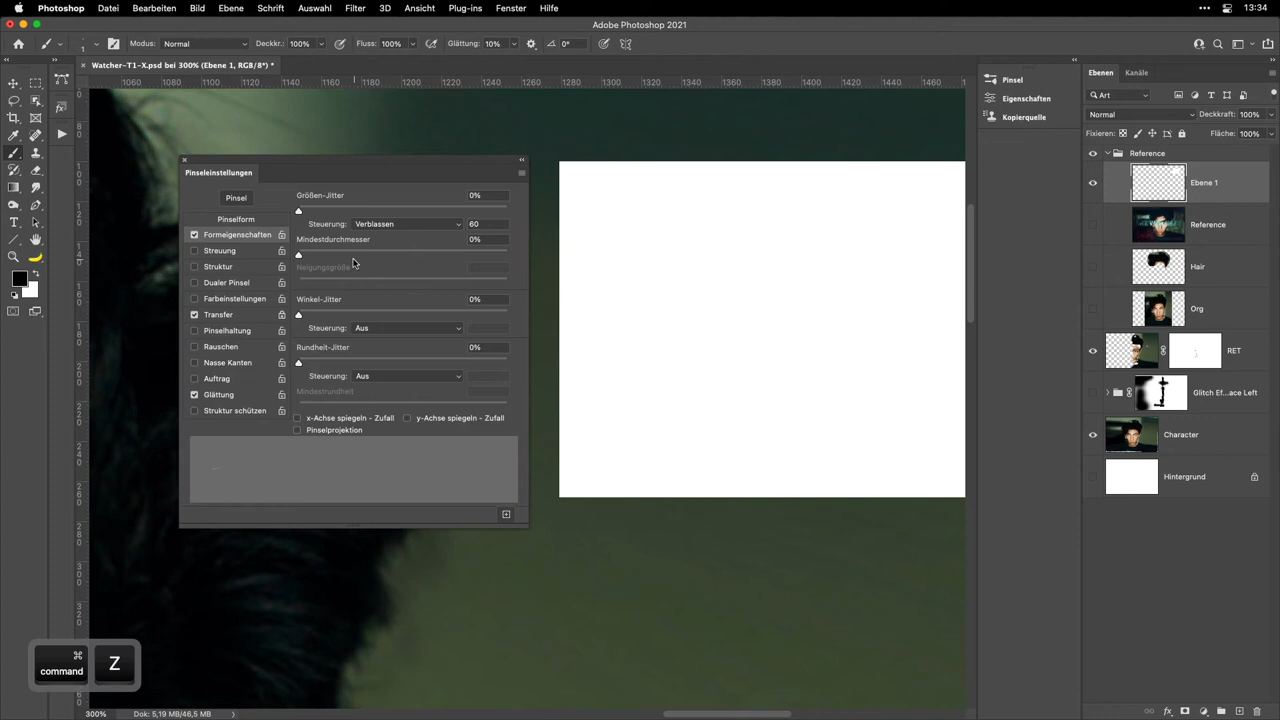 Photoshop Datei Bearbeiten Bild Ebene Schrift Auswahl Filter 3D Ansicht Plug-ins Fenster Hilfe 13:34
Adobe Photoshop 2021
1 Modus: Normal Deckkr.: 100% Fluss: 100% Glättung: 10% 0°
Watcher-T1-X.psd bei 300% (Ebene 1, RGB/8*) *
1060 1120 1140 1160 1180 1200 1220 1240 1260 1280 1300 1320 1340 1360 1380 1400 1420 1440 1460
Pinsel
Eigenschaften
Kopierquelle
Ebenen Kanäle
Art
Normal Deckkraft: 100%
Fixieren: Fläche: 100%
Reference
Ebene 1
Reference
Hair
Org
RET
Glitch Ef...ace Left
Character
Hintergrund
Pinseleinstellungen
Pinsel
Pinselform
Formeigenschaften
Streuung
Struktur
Dualer Pinsel
Farbeinstellungen
Transfer
Pinselhaltung
Rauschen
Nasse Kanten
Auftrag
Glättung
Struktur schützen
Größen-Jitter 0%
Steuerung: Verblassen 60
Mindestdurchmesser 0%
Neigungsgröße
Winkel-Jitter 0%
Steuerung: Aus
Rundheit-Jitter 0%
Steuerung: Aus
Mindestrundheit
x-Achse spiegeln - Zufall y-Achse spiegeln - Zufall
Pinselprojektion
⌘
command
Z
300% Dok: 5,19 MB/46,5 MB